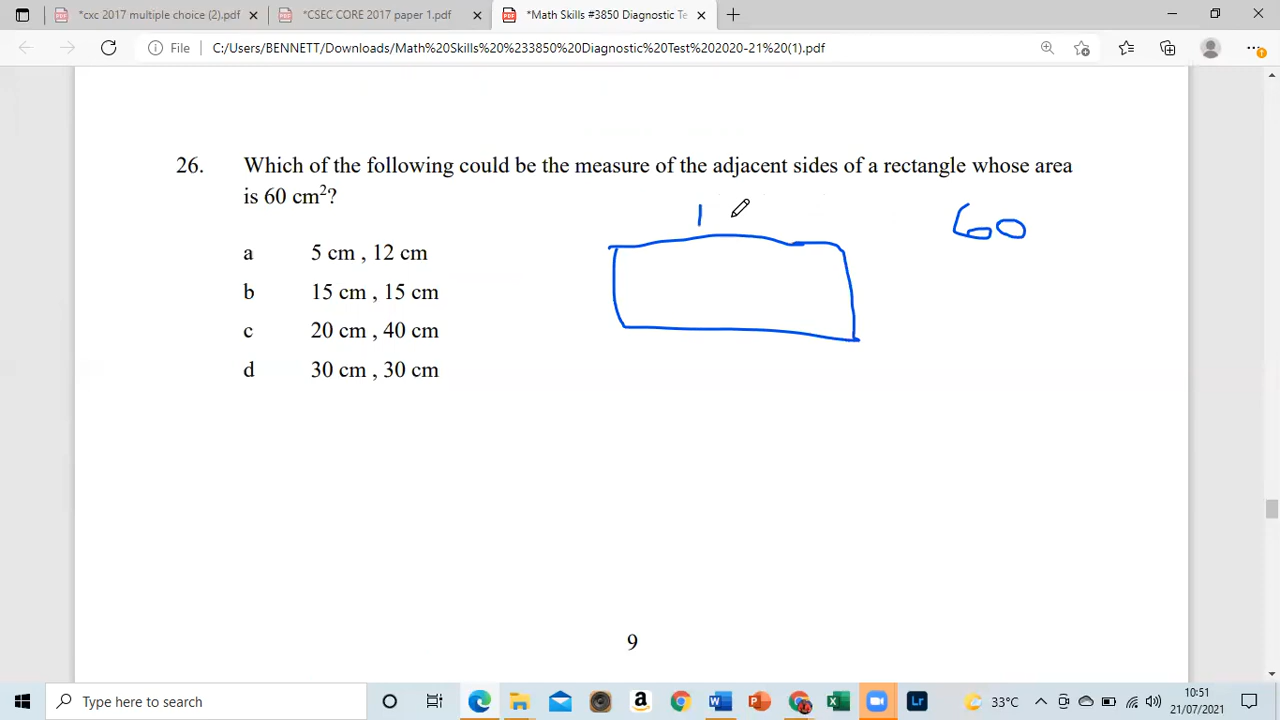 *cxc 2017 multiple choice (2).pdf
*CSEC CORE 2017 paper 1.pdf
*Math Skills #3850 Diagnostic Te
File
C:/Users/BENNETT/Downloads/Math%20Skills%20%233850%20Diagnostic%20Test%202020-21%20(1).pdf
26. Which of the following could be the measure of the adjacent sides of a rectangle whose area
is 60 cm²?
1
60
a 5 cm , 12 cm
b 15 cm , 15 cm
c 20 cm , 40 cm
d 30 cm , 30 cm
9
Type here to search
a
W
P
X
Lr
33°C
10:51
21/07/2021